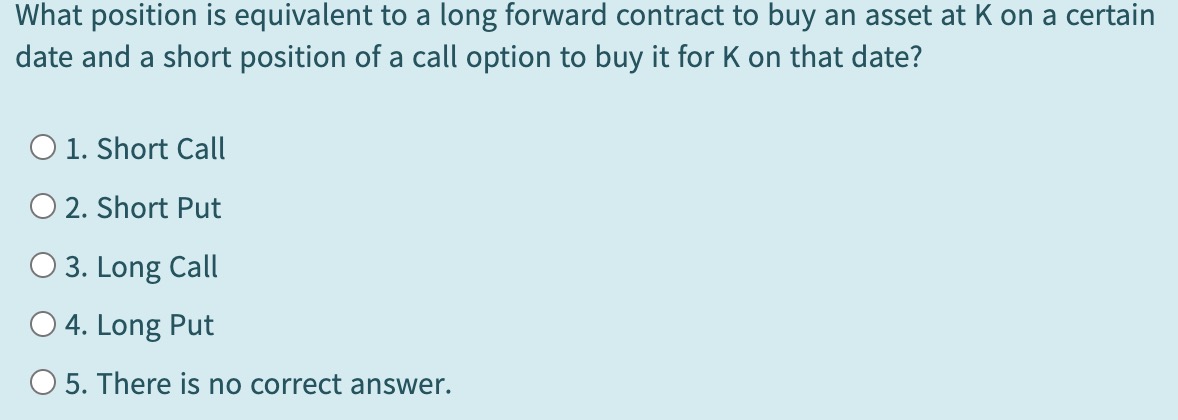 What position is equivalent to a long forward contract to buy an asset at K on a certain
date and a short position of a call option to buy it for K on that date?
1. Short Call
2. Short Put
3. Long Call
4. Long Put
5. There is no correct answer.